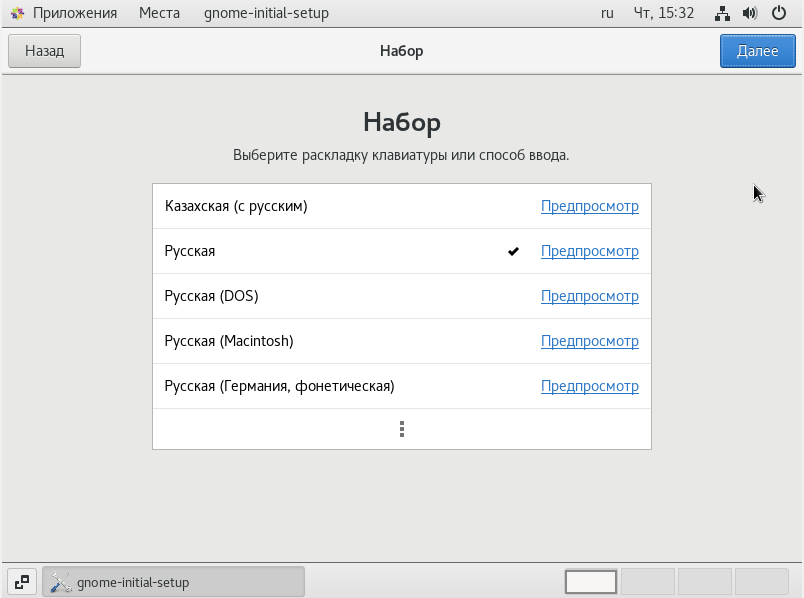 Приложения Места gnome-initial-setup ru Чт, 15:32
Назад Набор Далее
Набор
Выберите раскладку клавиатуры или способ ввода.
Казахская (с русским) Предпросмотр
Русская Предпросмотр
Русская (DOS) Предпросмотр
Русская (Macintosh) Предпросмотр
Русская (Германия, фонетическая) Предпросмотр
gnome-initial-setup